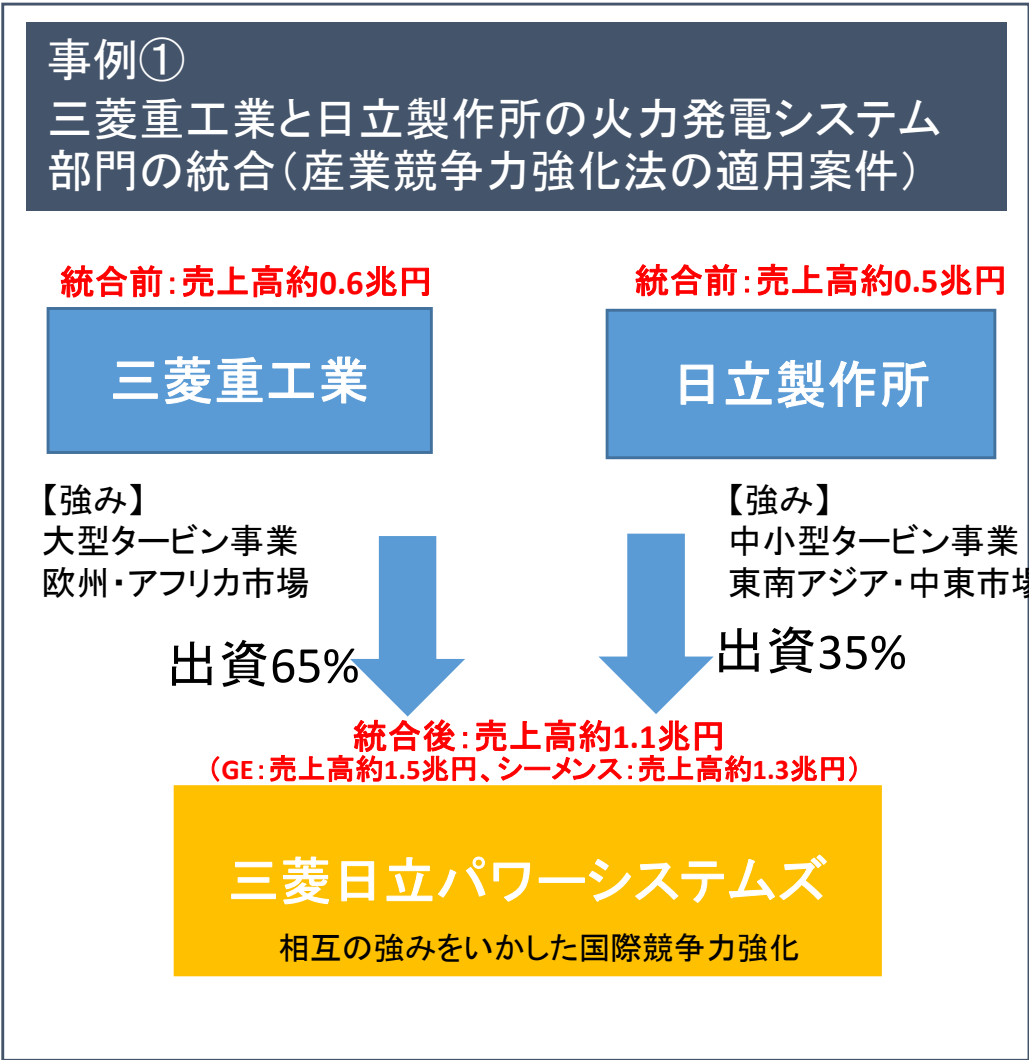 事例①
三菱重工業と日立製作所の火力発電システム
部門の統合（産業競争力強化法の適用案件）
統合前：売上高約0.6兆円
三菱重工業
【強み】
大型タービン事業
欧州・アフリカ市場
出資65%
統合前：売上高約0.5兆円
日立製作所
【強み】
中小型タービン事業
東南アジア・中東市場
出資35%
統合後：売上高約1.1兆円
（GE：売上高約1.5兆円、シーメンス：売上高約1.3兆円）
三菱日立パワーシステムズ
相互の強みをいかした国際競争力強化